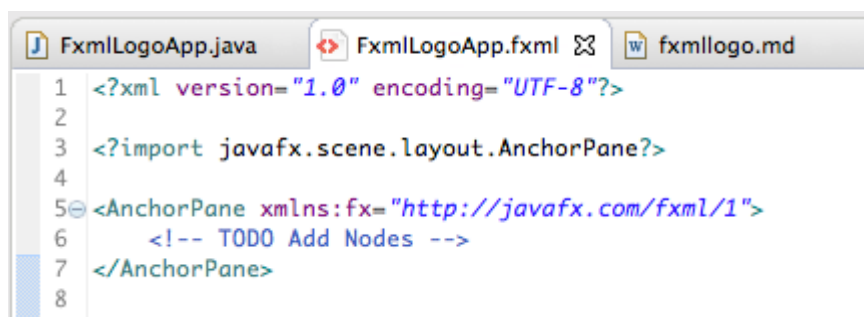 FxmlLogoApp.java FxmlLogoApp.fxml fxmllogo.md
1 <?xml version="1.0" encoding="UTF-8"?>
2
3 <?import javafx.scene.layout.AnchorPane?>
4
5 <AnchorPane xmlns:fx="http://javafx.com/fxml/1">
6     <!-- TODO Add Nodes -->
7 </AnchorPane>
8